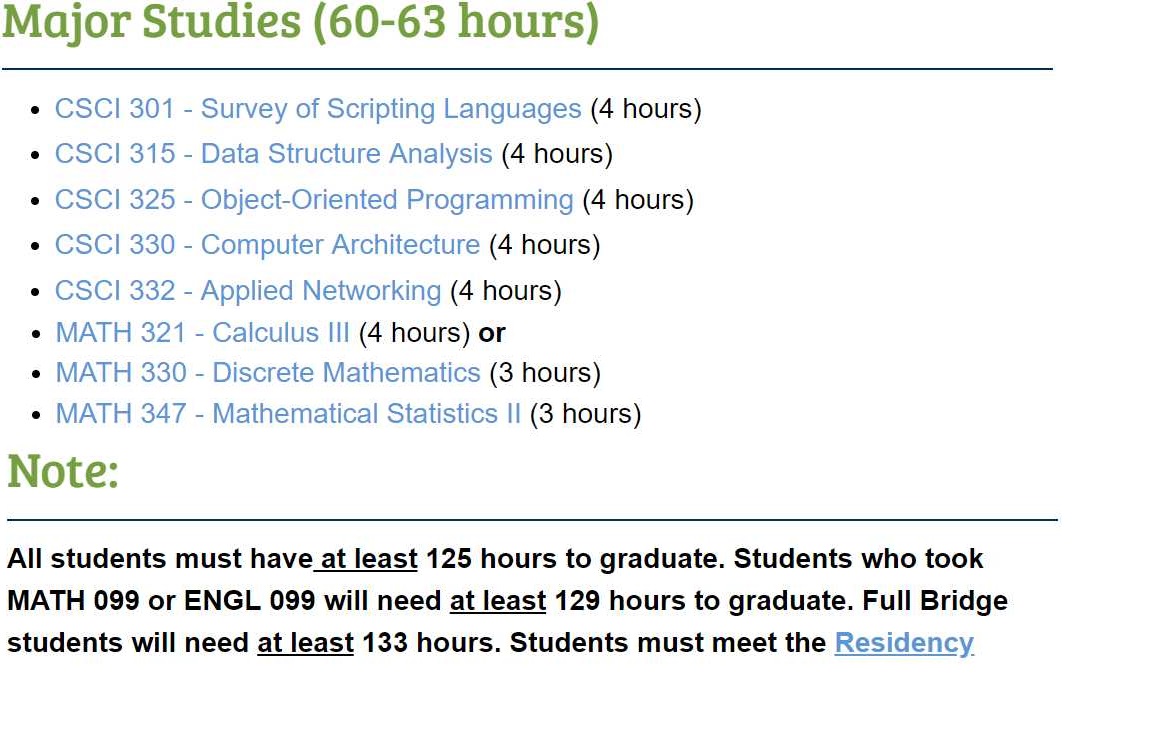 Major Studies (60-63 hours)
• CSCI 301 - Survey of Scripting Languages (4 hours)
• CSCI 315 - Data Structure Analysis (4 hours)
• CSCI 325 - Object-Oriented Programming (4 hours)
• CSCI 330 - Computer Architecture (4 hours)
• CSCI 332 - Applied Networking (4 hours)
• MATH 321 - Calculus III (4 hours) or
• MATH 330 - Discrete Mathematics (3 hours)
• MATH 347 - Mathematical Statistics II (3 hours)
Note:
All students must have at least 125 hours to graduate. Students who took
MATH 099 or ENGL 099 will need at least 129 hours to graduate. Full Bridge
students will need at least 133 hours. Students must meet the Residency